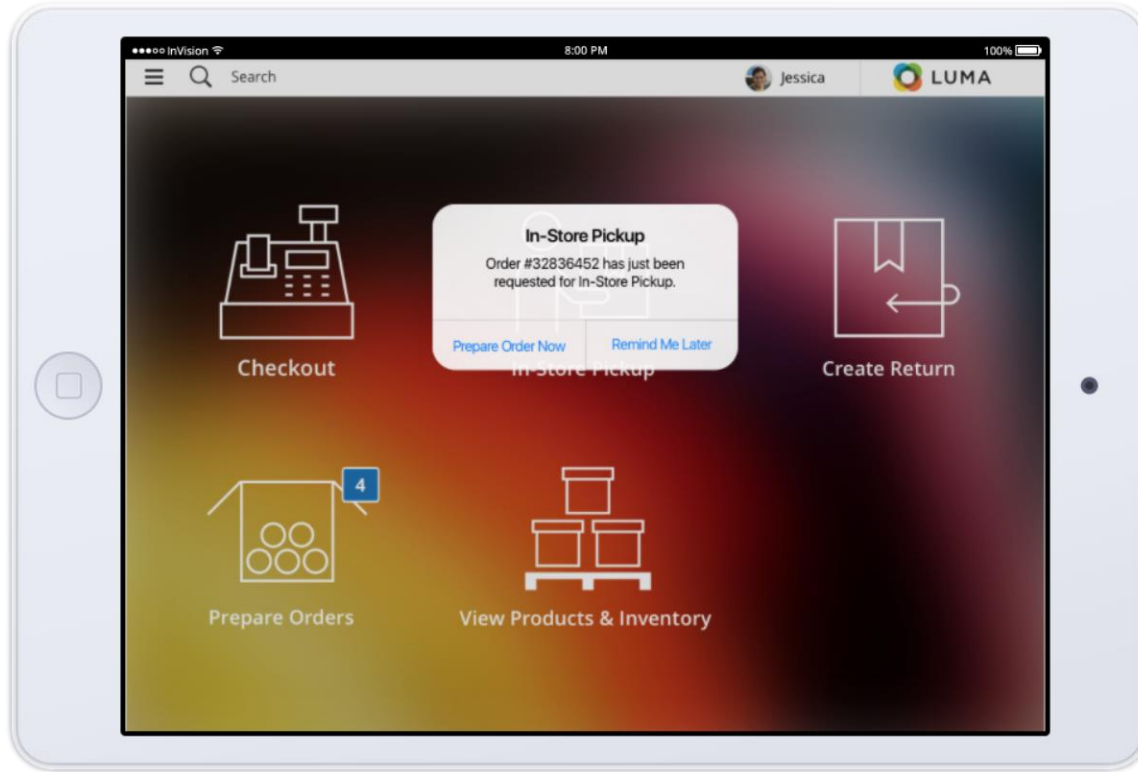 InVision
8:00 PM
100%
Search
Jessica
LUMA
In-Store Pickup
Order #32836452 has just been
requested for In-Store Pickup.
Prepare Order Now
Remind Me Later
Checkout
In-Store Pickup
Create Return
4
Prepare Orders
View Products & Inventory